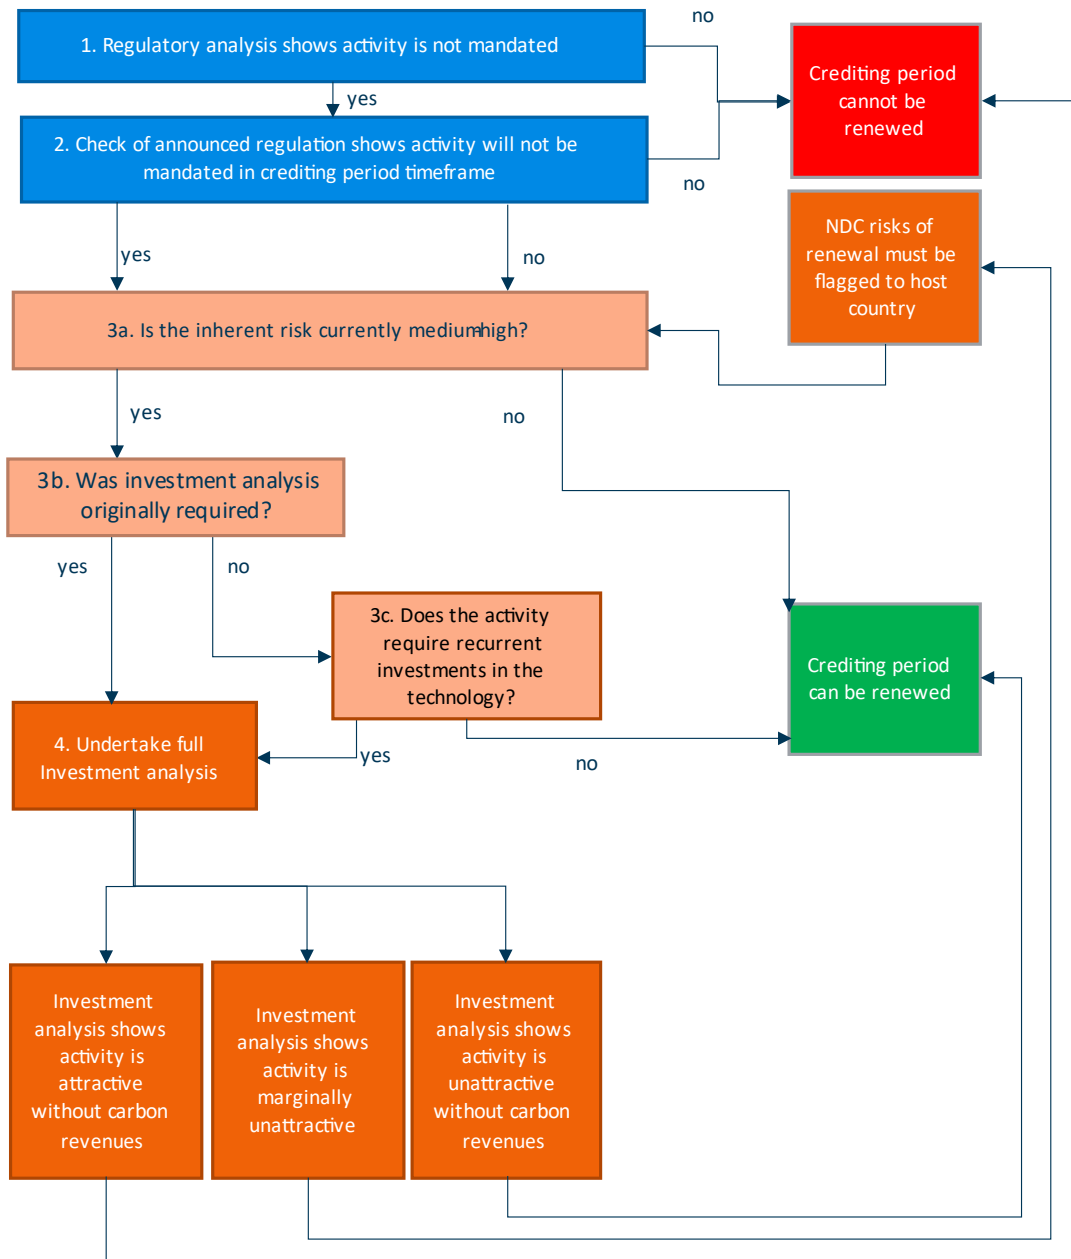 no
1. Regulatory analysis shows activity is not mandated
Crediting period
cannot be
renewed
yes
2. Check of announced regulation shows activity will not be
mandated in crediting period timeframe
no
NDC risks of
renewal must be
flagged to host
country
yes
no
3a. Is the inherent risk currently medium-high?
yes
no
3b. Was investment analysis
originally required?
yes
no
3c. Does the activity
require recurrent
investments in the
technology?
Crediting period
can be renewed
4. Undertake full
Investment analysis
yes
no
Investment
analysis shows
activity is
attractive
without carbon
revenues
Investment
analysis shows
activity is
marginally
unattractive
Investment
analysis shows
activity is
unattractive
without carbon
revenues